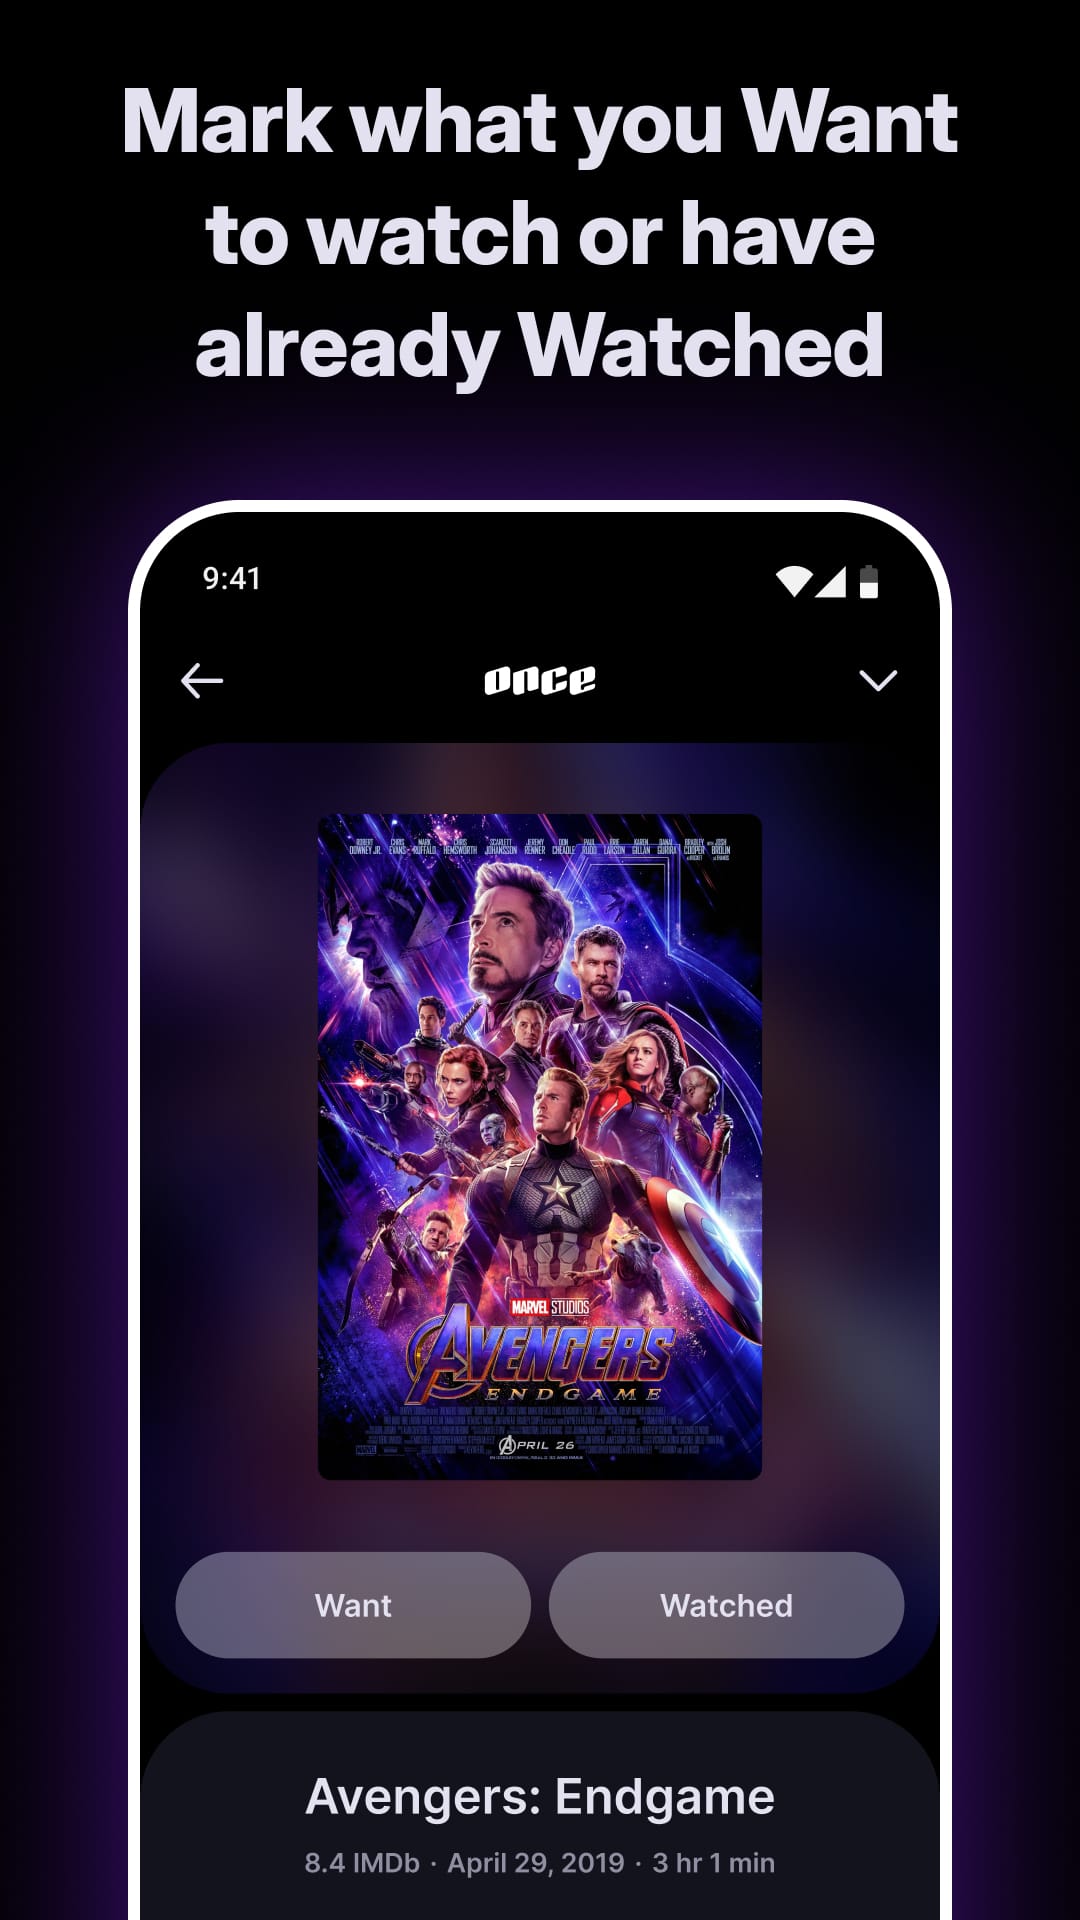 Mark what you Want
to watch or have
already Watched
9:41
once
ROBERT DOWNEY JR. CHRIS EVANS MARK RUFFALO CHRIS HEMSWORTH SCARLETT JOHANSSON JEREMY RENNER DON CHEADLE PAUL RUDD BRIE LARSON KAREN GILLAN DANAI GURIRA BRADLEY COOPER JOSH BROLIN
MARVEL STUDIOS
AVENGERS
ENDGAME
APRIL 26
Want
Watched
Avengers: Endgame
8.4 IMDb · April 29, 2019 · 3 hr 1 min